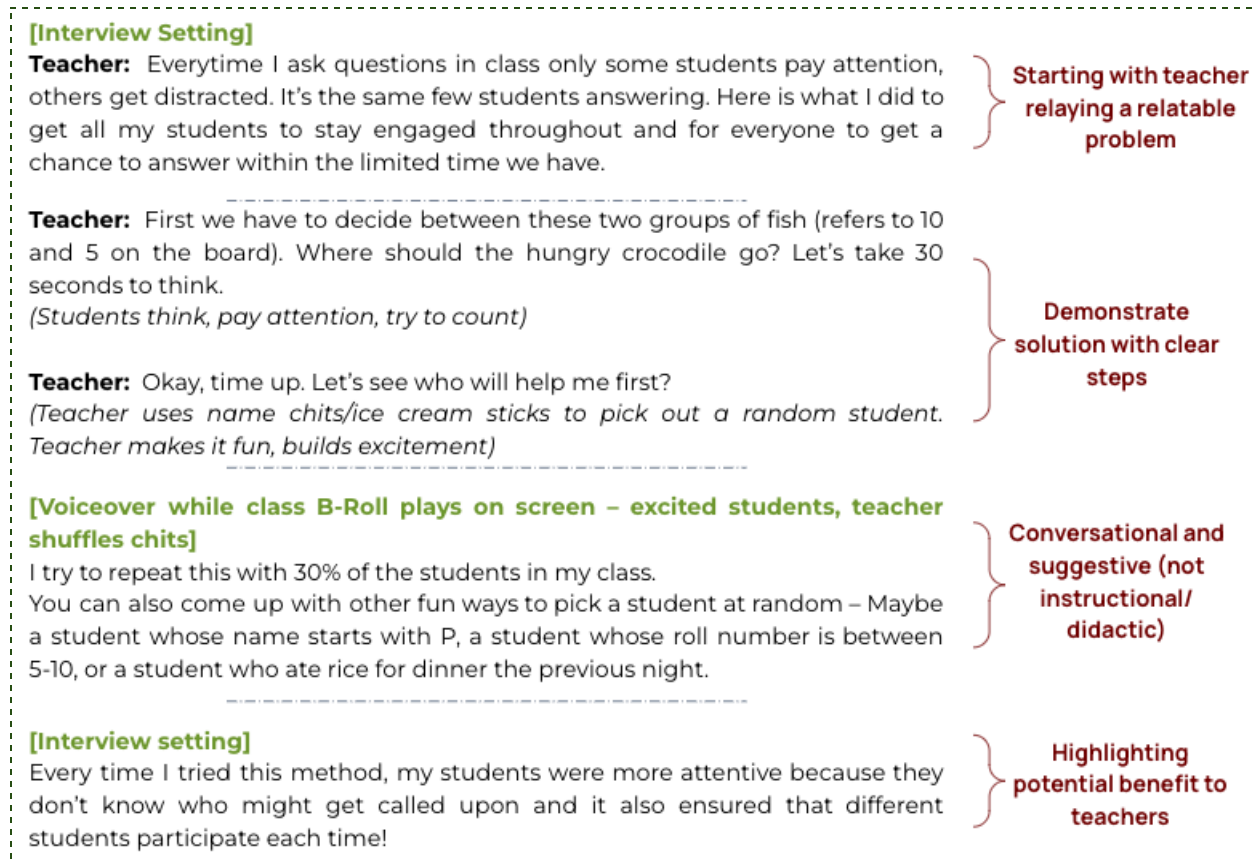 [Interview Setting]
Teacher: Everytime I ask questions in class only some students pay attention,
others get distracted. It's the same few students answering. Here is what I did to
get all my students to stay engaged throughout and for everyone to get a
chance to answer within the limited time we have.
Starting with teacher
relaying a relatable
problem
Teacher: First we have to decide between these two groups of fish (refers to 10
and 5 on the board). Where should the hungry crocodile go? Let's take 30
seconds to think.
(Students think, pay attention, try to count)
Teacher: Okay, time up. Let's see who will help me first?
(Teacher uses name chits/ice cream sticks to pick out a random student.
Teacher makes it fun, builds excitement)
Demonstrate
solution with clear
steps
[Voiceover while class B-Roll plays on screen – excited students, teacher
shuffles chits]
I try to repeat this with 30% of the students in my class.
You can also come up with other fun ways to pick a student at random – Maybe
a student whose name starts with P, a student whose roll number is between
5-10, or a student who ate rice for dinner the previous night.
Conversational and
suggestive (not
instructional/
didactic)
[Interview setting]
Every time I tried this method, my students were more attentive because they
don't know who might get called upon and it also ensured that different
students participate each time!
Highlighting
potential benefit to
teachers